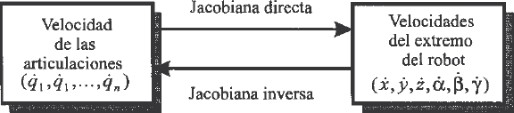 Jacobiana directa
Velocidad
de las
articulaciones
(q̇₁, q̇₁,..., q̇ₙ)
Velocidades
del extremo
del robot
(ẋ, ẏ, ż, α̇, β̇, γ̇)
Jacobiana inversa